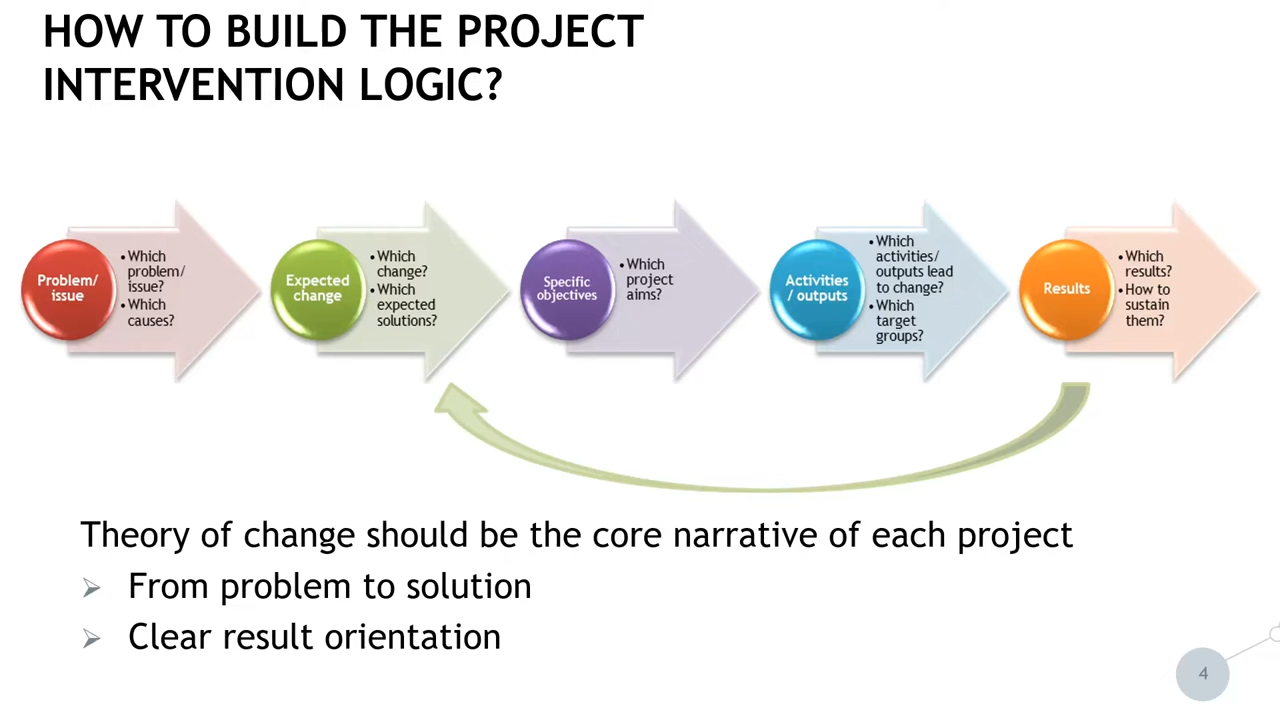 HOW TO BUILD THE PROJECT
INTERVENTION LOGIC?
Problem/
issue
•Which
problem/
issue?
•Which
causes?
Expected
change
•Which
change?
•Which
expected
solutions?
Specific
objectives
•Which
project
aims?
Activities
/ outputs
•Which
activities/
outputs lead
to change?
•Which
target
groups?
Results
•Which
results?
•How to
sustain
them?
Theory of change should be the core narrative of each project
From problem to solution
Clear result orientation
4